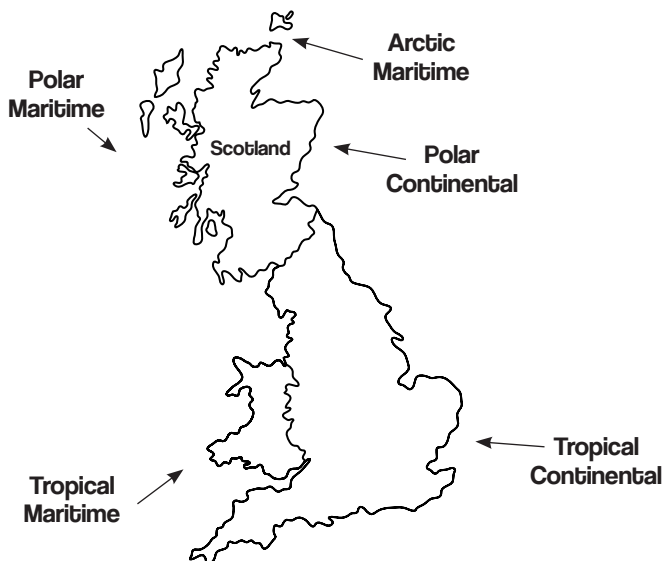 Arctic
Maritime
Polar
Maritime
Scotland
Polar
Continental
Tropical
Continental
Tropical
Maritime